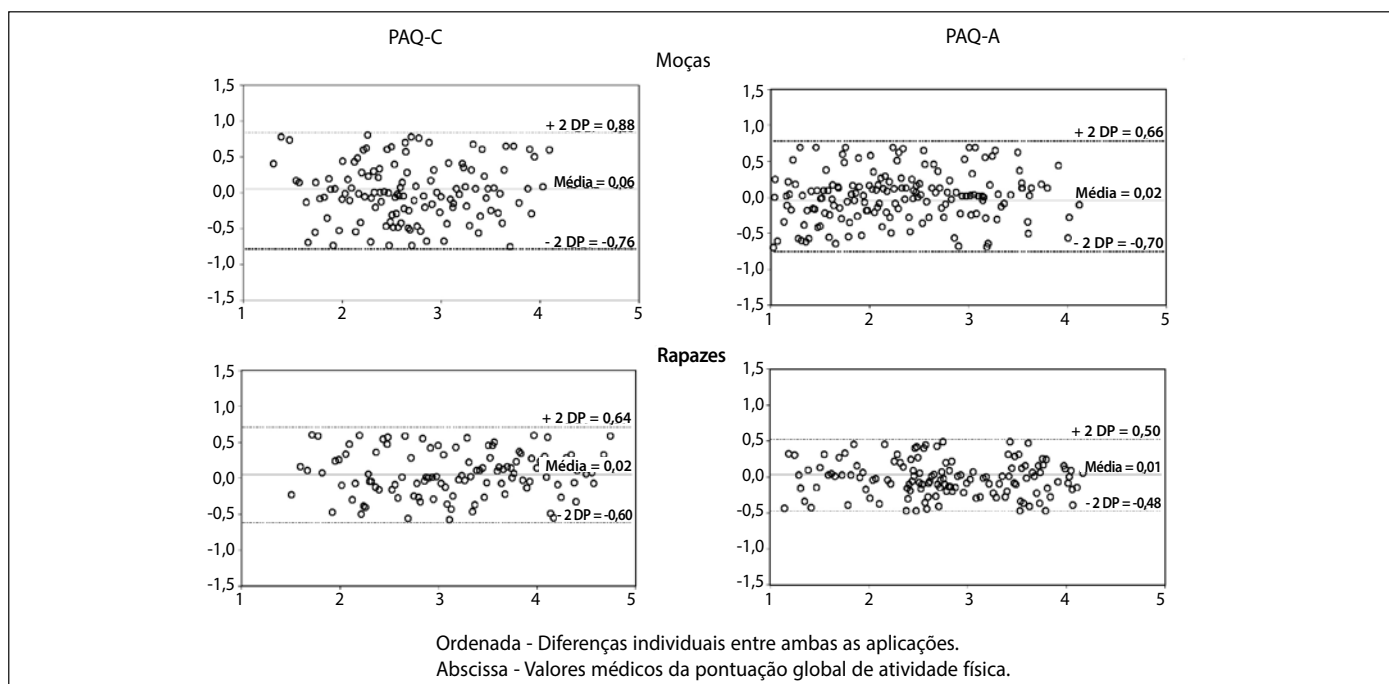 PAQ-C PAQ-A
Moças
1,5 1,5
1,0 + 2 DP = 0,88 1,0 + 2 DP = 0,66
0,5 0,5
0,0 Média = 0,06 0,0 Média = 0,02
-0,5 -0,5
- 2 DP = -0,76 - 2 DP = -0,70
-1,0 -1,0
-1,5 -1,5
1 2 3 4 5 1 2 3 4 5
Rapazes
1,5 1,5
1,0 + 2 DP = 0,64 1,0 + 2 DP = 0,50
0,5 0,5
0,0 Média = 0,02 0,0 Média = 0,01
-0,5 - 2 DP = -0,60 -0,5 - 2 DP = -0,48
-1,0 -1,0
-1,5 -1,5
1 2 3 4 5 1 2 3 4 5
Ordenada - Diferenças individuais entre ambas as aplicações.
Abscissa - Valores médicos da pontuação global de atividade física.